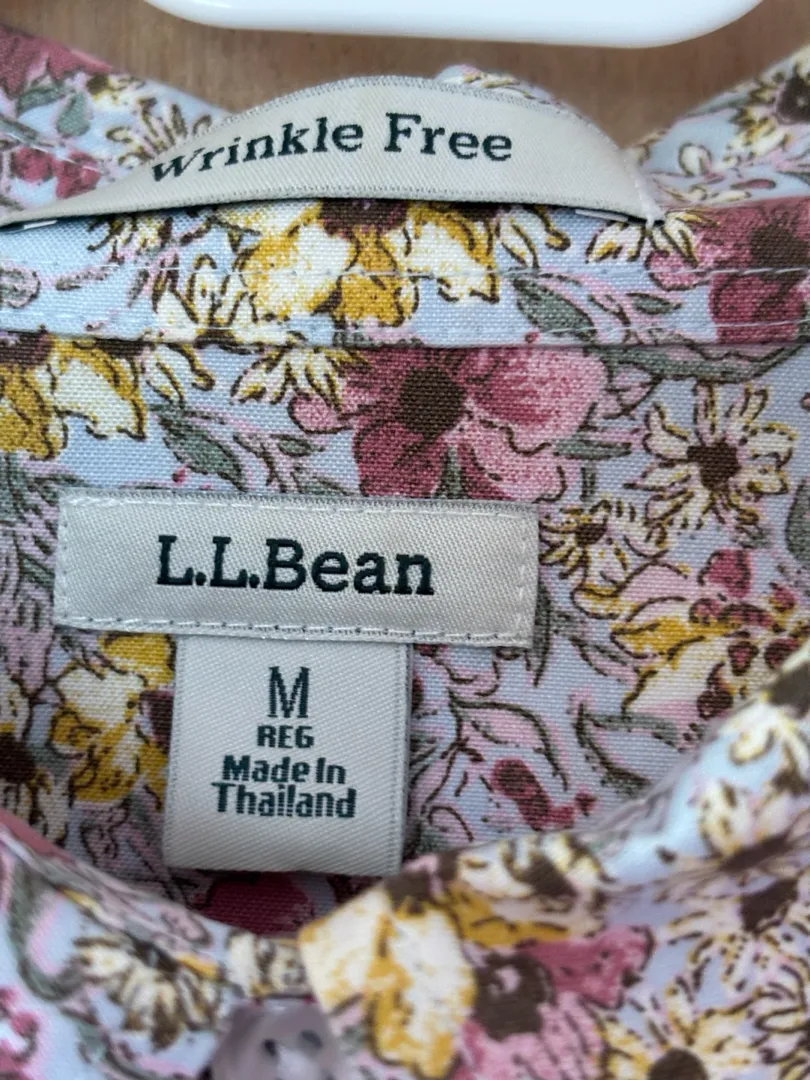 Wrinkle Free
L.L.Bean
M
REG
Made In
Thailand